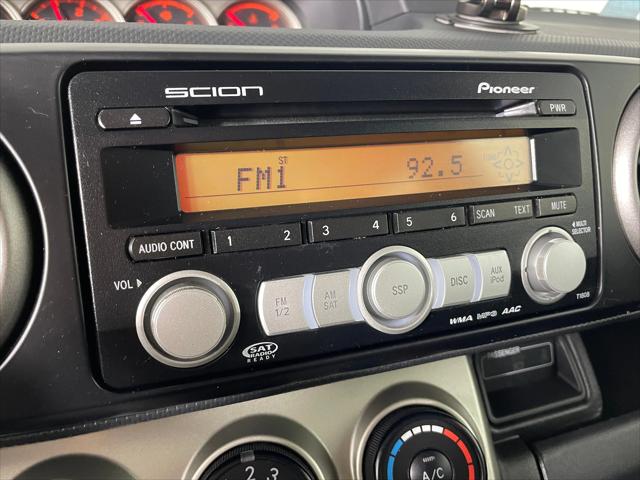 SCION
Pioneer
PWR
ST
FM1 92.5
AUDIO CONT
1 2 3 4 5 6
SCAN TEXT
MUTE
MULTI SELECTOR
VOL
FM 1/2
AM SAT
SSP
DISC
AUX iPod
T1808
WMA MP3 AAC
SAT RADIO READY
PASSENGER
2 3
A/C